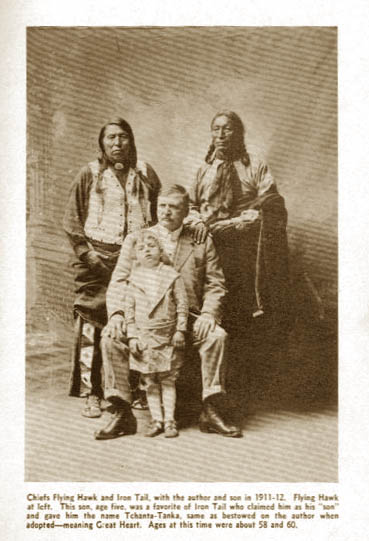 Chiefs Flying Hawk and Iron Tail, with the author and son in 1911-12. Flying Hawk
at left. This son, age five, was a favorite of Iron Tail who claimed him as his "son"
and gave him the name Tchanta-Tanka, same as bestowed on the author when
adopted—meaning Great Heart. Ages at this time were about 58 and 60.